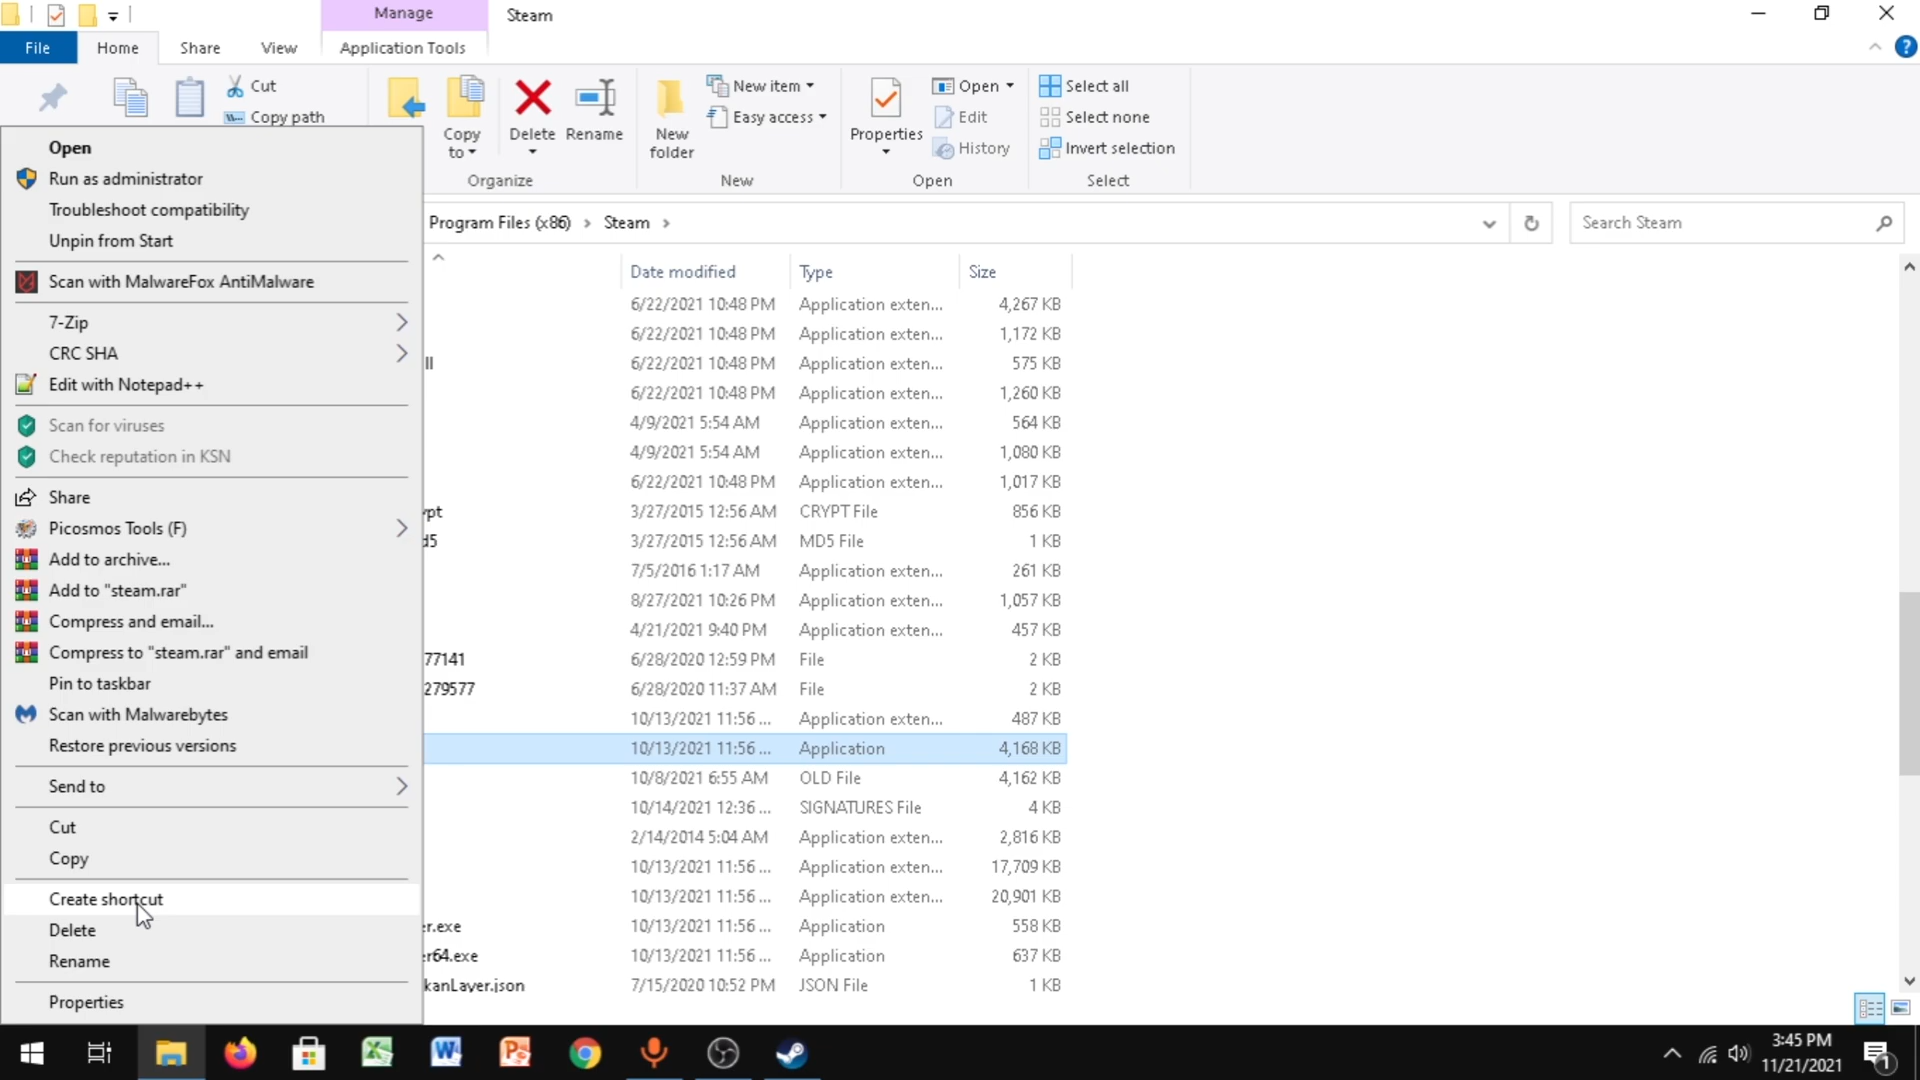 Manage
Steam
File
Home
Share
View
Application Tools
Cut
Copy path
Copy
to
Delete
Rename
New
folder
New item
Easy access
Properties
Open
Edit
History
Select all
Select none
Invert selection
Organize
New
Open
Select
Program Files (x86) > Steam >
Search Steam
Date modified
Type
Size
6/22/2021 10:48 PM Application exten... 4,267 KB
6/22/2021 10:48 PM Application exten... 1,172 KB
ll 6/22/2021 10:48 PM Application exten... 575 KB
6/22/2021 10:48 PM Application exten... 1,260 KB
4/9/2021 5:54 AM Application exten... 564 KB
4/9/2021 5:54 AM Application exten... 1,080 KB
6/22/2021 10:48 PM Application exten... 1,017 KB
ypt 3/27/2015 12:56 AM CRYPT File 856 KB
d5 3/27/2015 12:56 AM MD5 File 1 KB
7/5/2016 1:17 AM Application exten... 261 KB
8/27/2021 10:26 PM Application exten... 1,057 KB
4/21/2021 9:40 PM Application exten... 457 KB
77141 6/28/2020 12:59 PM File 2 KB
279577 6/28/2020 11:37 AM File 2 KB
10/13/2021 11:56 ... Application exten... 487 KB
10/13/2021 11:56 ... Application 4,168 KB
10/8/2021 6:55 AM OLD File 4,162 KB
10/14/2021 12:36 ... SIGNATURES File 4 KB
2/14/2014 5:04 AM Application exten... 2,816 KB
10/13/2021 11:56 ... Application exten... 17,709 KB
10/13/2021 11:56 ... Application exten... 20,901 KB
er.exe 10/13/2021 11:56 ... Application 558 KB
er64.exe 10/13/2021 11:56 ... Application 637 KB
kanLayer.json 7/15/2020 10:52 PM JSON File 1 KB
Open
Run as administrator
Troubleshoot compatibility
Unpin from Start
Scan with MalwareFox AntiMalware
7-Zip
CRC SHA
Edit with Notepad++
Scan for viruses
Check reputation in KSN
Share
Picosmos Tools (F)
Add to archive...
Add to "steam.rar"
Compress and email...
Compress to "steam.rar" and email
Pin to taskbar
Scan with Malwarebytes
Restore previous versions
Send to
Cut
Copy
Create shortcut
Delete
Rename
Properties
3:45 PM
11/21/2021
1